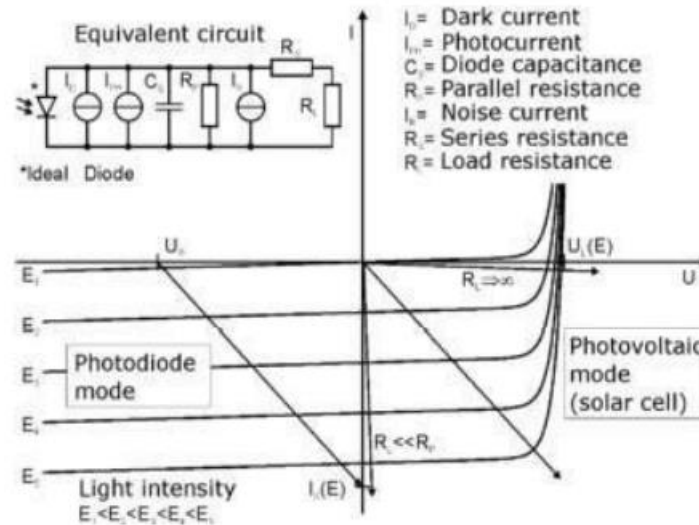 Equivalent circuit
I
R
I C R I
R
*
*Ideal Diode
I = Dark current
I = Photocurrent
C = Diode capacitance
R = Parallel resistance
I = Noise current
R = Series resistance
R = Load resistance
U
U (E)
U
R ⇒∞
E
E
E
E
E
Photodiode
mode
Photovoltaic
mode
(solar cell)
R <<R
I (E)
Light intensity
E <E <E <E <E